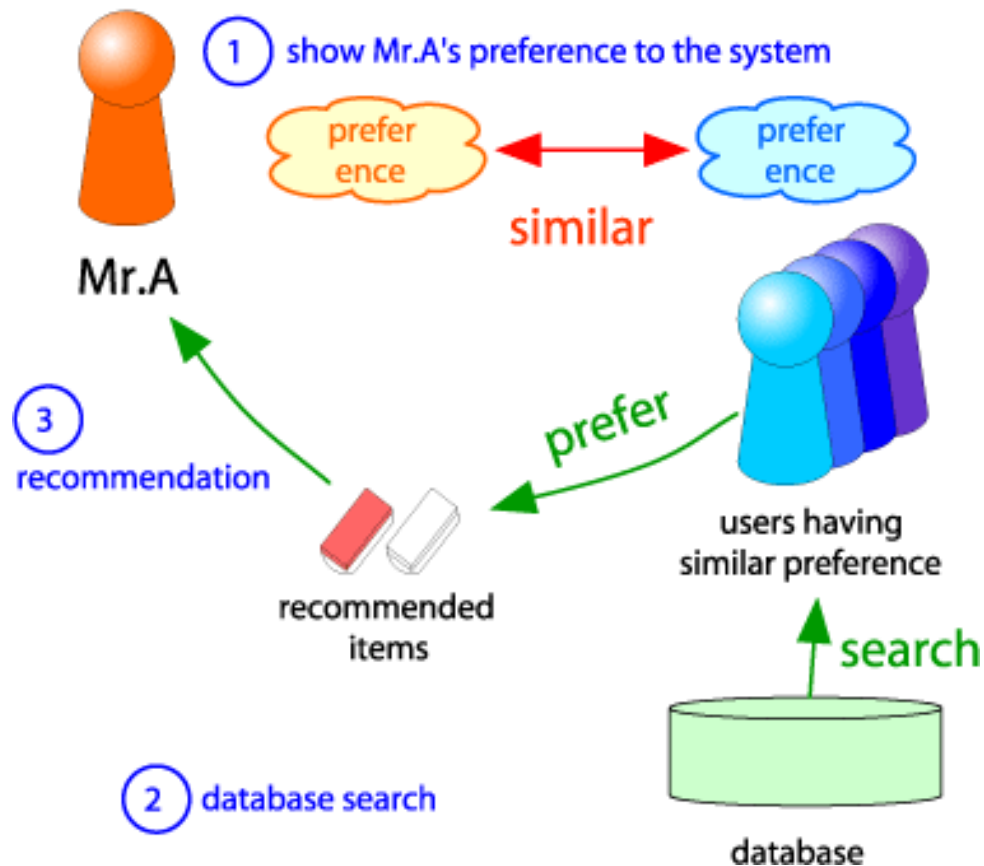 1 show Mr.A's preference to the system
prefer
ence
prefer
ence
similar
Mr.A
3
recommendation
prefer
users having
similar preference
recommended
items
search
2 database search
database